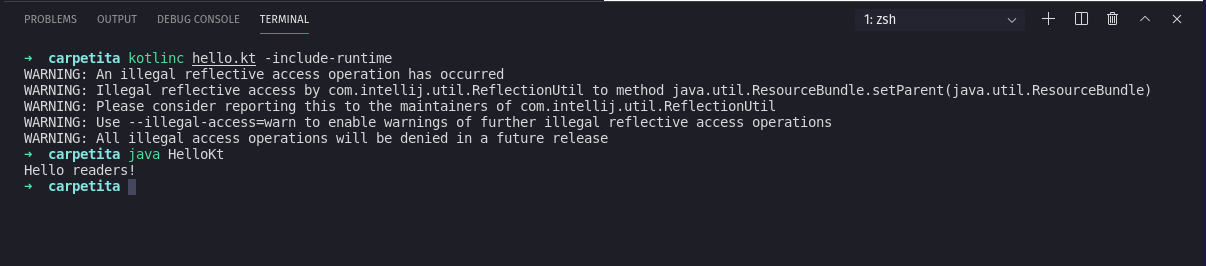 PROBLEMS OUTPUT DEBUG CONSOLE TERMINAL 1: zsh
➜ carpetita kotlinc hello.kt -include-runtime
WARNING: An illegal reflective access operation has occurred
WARNING: Illegal reflective access by com.intellij.util.ReflectionUtil to method java.util.ResourceBundle.setParent(java.util.ResourceBundle)
WARNING: Please consider reporting this to the maintainers of com.intellij.util.ReflectionUtil
WARNING: Use --illegal-access=warn to enable warnings of further illegal reflective access operations
WARNING: All illegal access operations will be denied in a future release
➜ carpetita java HelloKt
Hello readers!
➜ carpetita